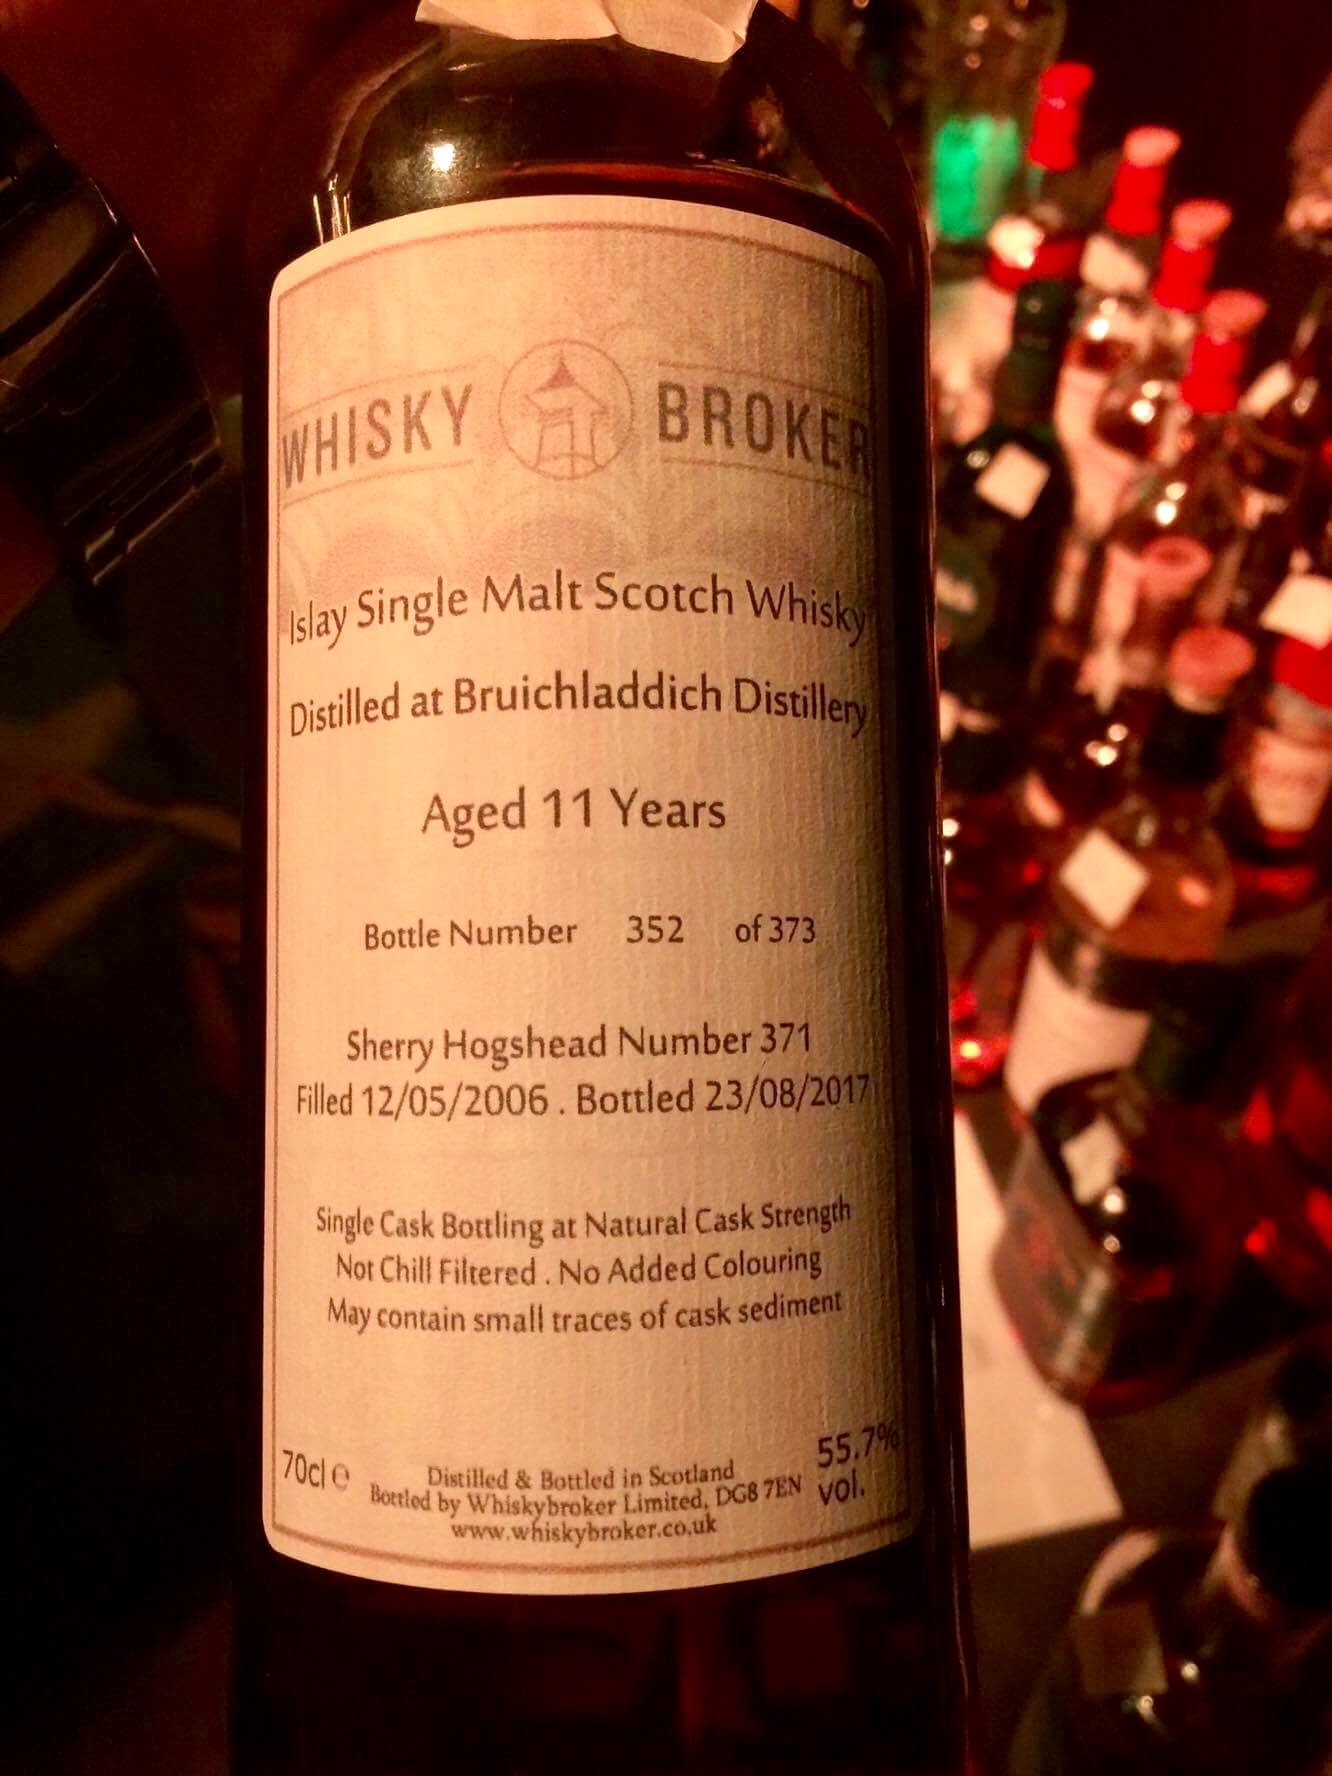 WHISKY BROKER
Islay Single Malt Scotch Whisky
Distilled at Bruichladdich Distillery
Aged 11 Years
Bottle Number 352 of 373
Sherry Hogshead Number 371
Filled 12/05/2006 . Bottled 23/08/2017
Single Cask Bottling at Natural Cask Strength
Not Chill Filtered . No Added Colouring
May contain small traces of cask sediment
70cl e
Distilled & Bottled in Scotland
Bottled by Whiskybroker Limited, DG8 7EN
www.whiskybroker.co.uk
55.7%
vol.